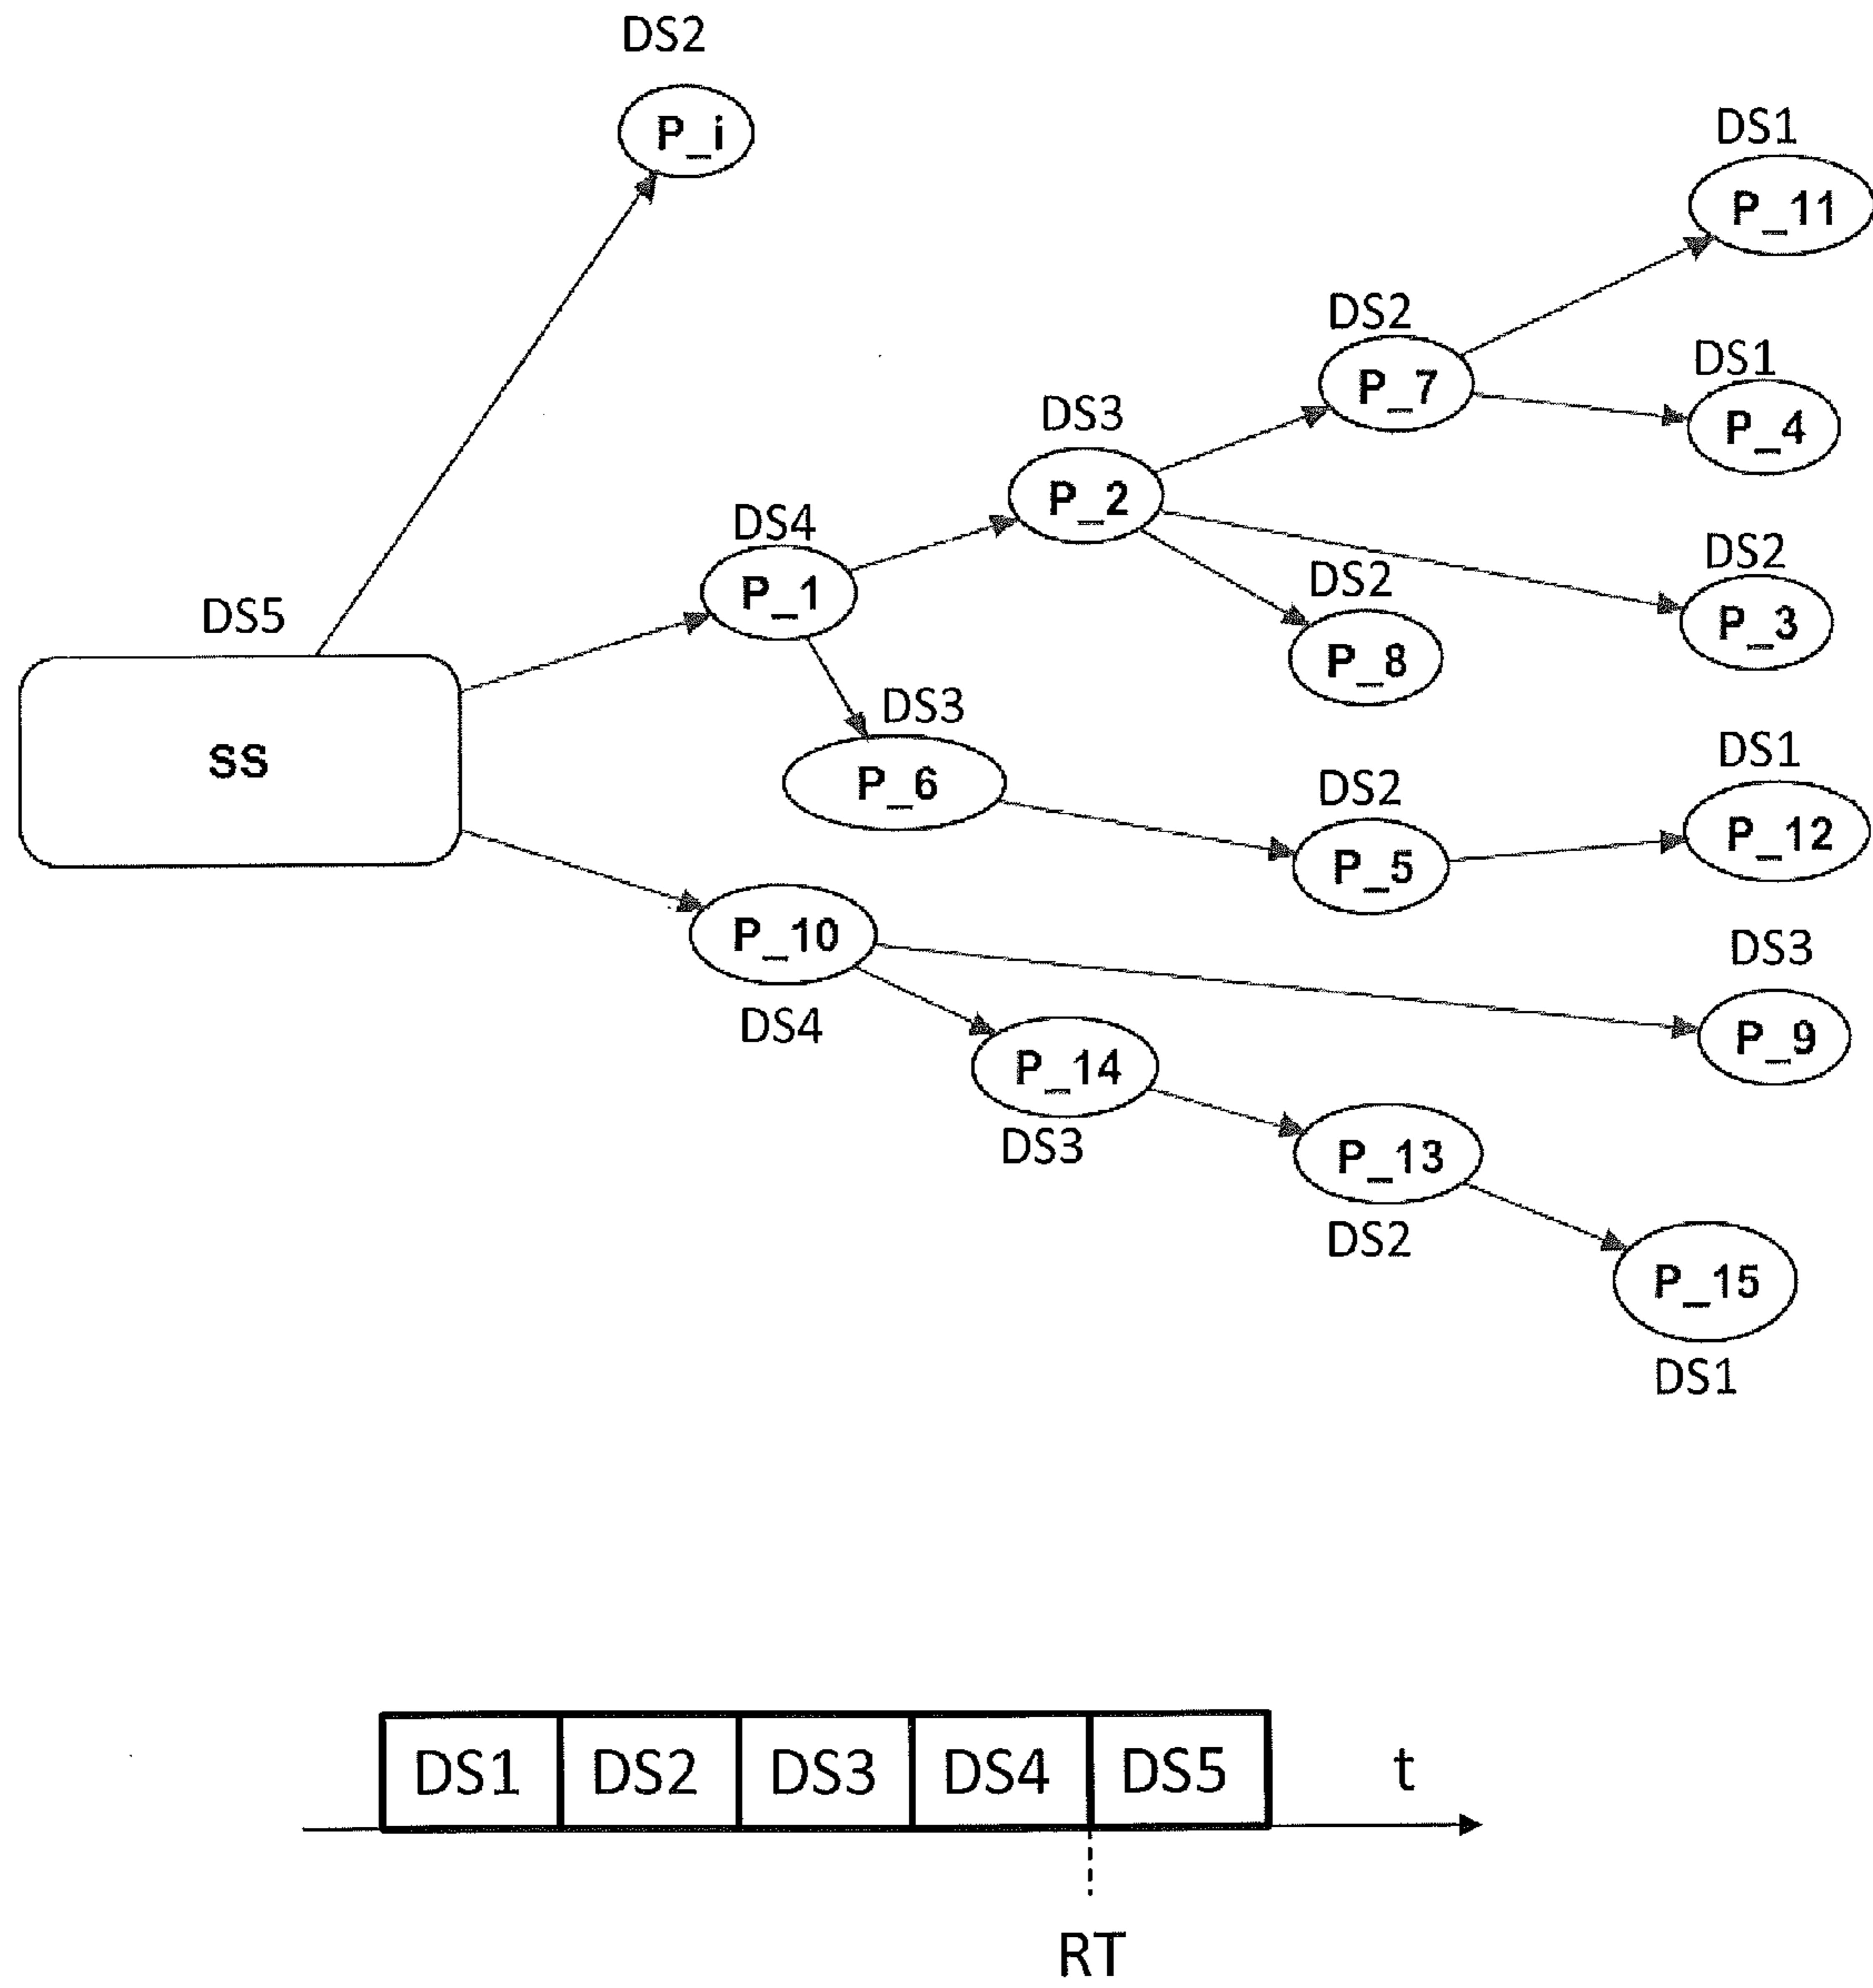 DS2
P_i
DS1
P_11
DS2
P_7
DS1
P_4
DS3
P_2
DS4
P_1
DS2
P_3
DS2
P_8
DS5
SS
DS3
P_6
DS2
P_5
DS1
P_12
P_10
DS4
DS3
P_9
P_14
DS3
P_13
DS2
P_15
DS1
DS1 DS2 DS3 DS4 DS5 t
RT